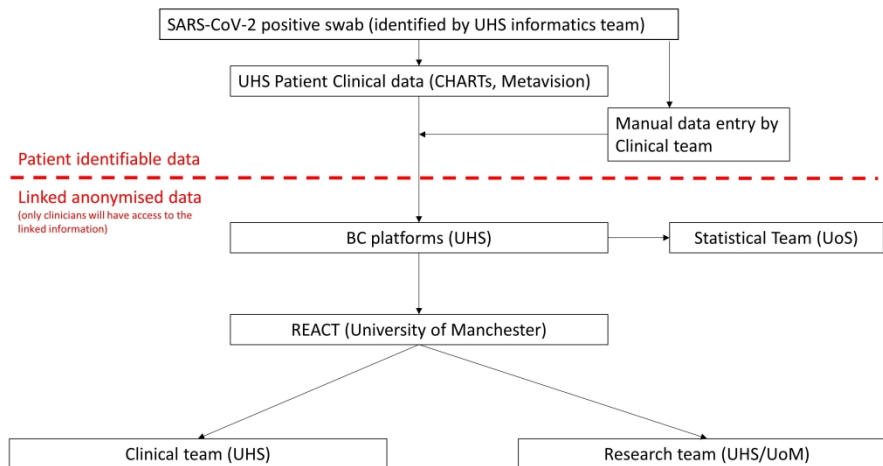 SARS-CoV-2 positive swab (identified by UHS informatics team)
UHS Patient Clinical data (CHARTs, Metavision)
Manual data entry by
Clinical team
Patient identifiable data
Linked anonymised data
(only clinicians will have access to the
linked information)
BC platforms (UHS)
Statistical Team (UoS)
REACT (University of Manchester)
Clinical team (UHS)
Research team (UHS/UoM)